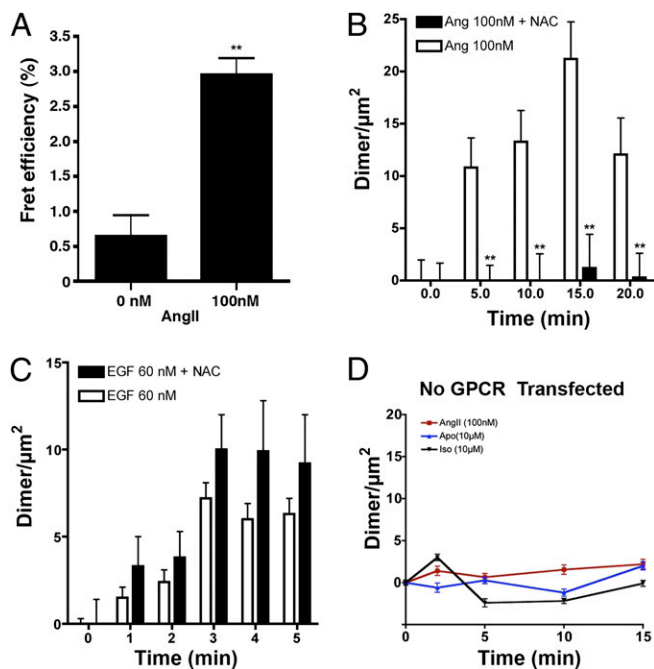 A
Fret efficiency (%)
3.5
3.0
2.5
2.0
1.5
1.0
0.5
0
**
0 nM
100nM
AngII
B
Dimer/µm²
25
20
15
10
5
0
Ang 100nM + NAC
Ang 100nM
**
**
**
**
0.0
5.0
10.0
15.0
20.0
Time (min)
C
Dimer/µm²
15
10
5
0
EGF 60 nM + NAC
EGF 60 nM
0
1
2
3
4
5
Time (min)
D
No GPCR Transfected
Dimer/µm²
20
15
10
5
0
-5
AngII (100nM)
Apo(10µM)
Iso (10µM)
0
5
10
15
Time (min)